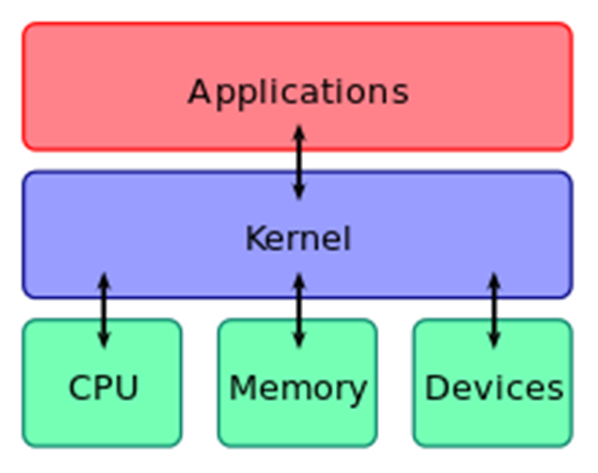 Applications
Kernel
CPU Memory Devices